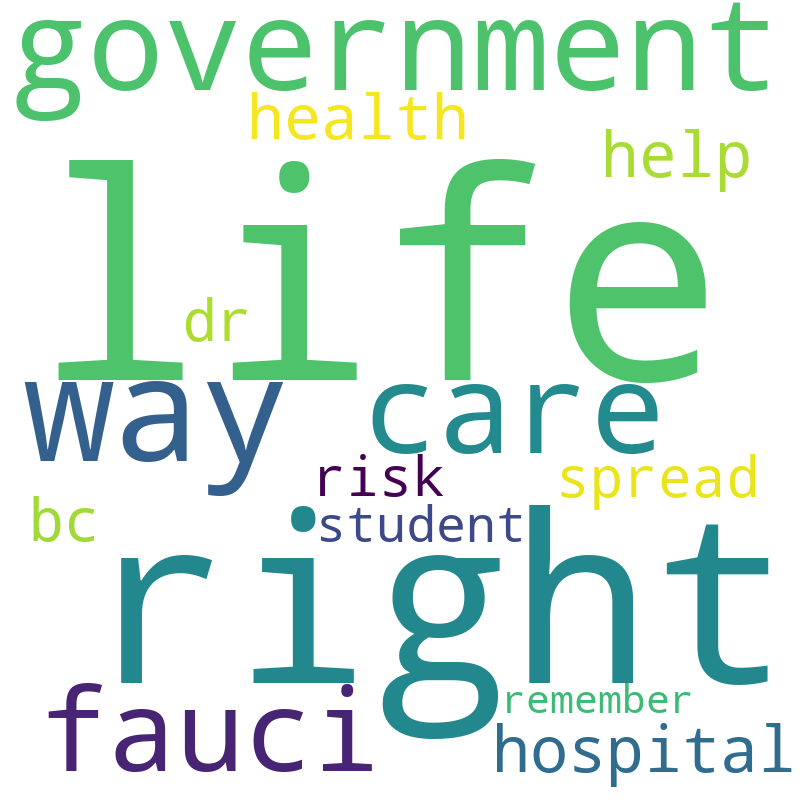 government
health
help
life
dr
way care
risk spread
bc student
right
fauci remember
hospital